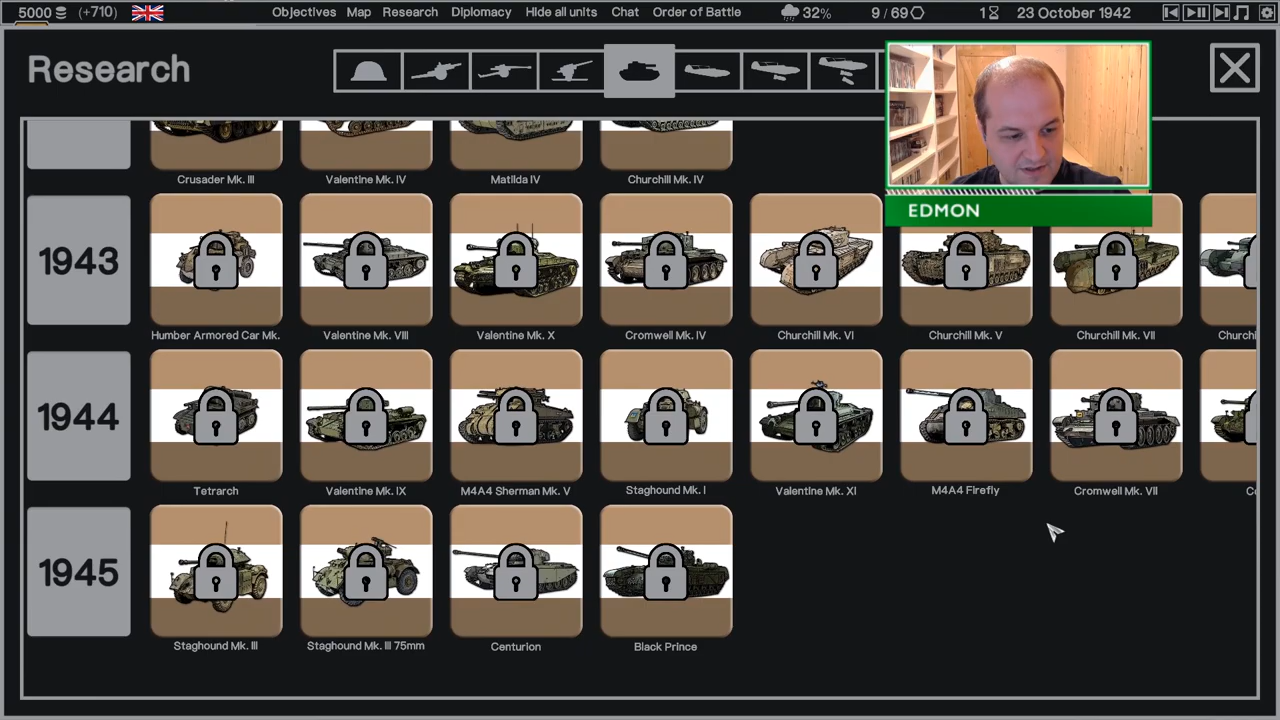 5000 (+710) Objectives Map Research Diplomacy Hide all units Chat Order of Battle 32% 9 / 69 1 23 October 1942
Research
EDMON
Crusader Mk. III Valentine Mk. IV Matilda IV Churchill Mk. IV
1943
Humber Armored Car Mk. Valentine Mk. VIII Valentine Mk. X Cromwell Mk. IV Churchill Mk. VI Churchill Mk. V Churchill Mk. VII Churchi
1944
Tetrarch Valentine Mk. IX M4A4 Sherman Mk. V Staghound Mk. I Valentine Mk. XI M4A4 Firefly Cromwell Mk. VII Co
1945
Staghound Mk. III Staghound Mk. III 75mm Centurion Black Prince